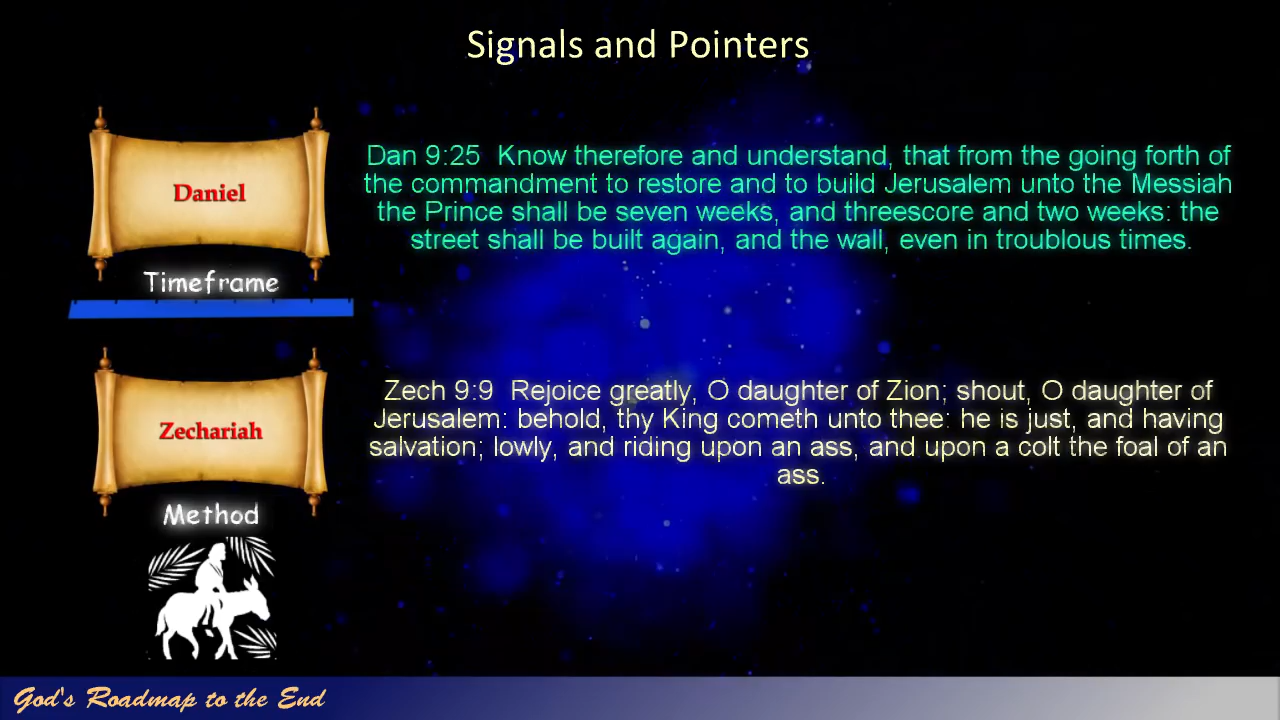 Signals and Pointers
Daniel
Timeframe
Dan 9:25  Know therefore and understand, that from the going forth of
the commandment to restore and to build Jerusalem unto the Messiah
the Prince shall be seven weeks, and threescore and two weeks: the
street shall be built again, and the wall, even in troublous times.
Zechariah
Method
Zech 9:9  Rejoice greatly, O daughter of Zion; shout, O daughter of
Jerusalem: behold, thy King cometh unto thee: he is just, and having
salvation; lowly, and riding upon an ass, and upon a colt the foal of an
ass.
God's Roadmap to the End